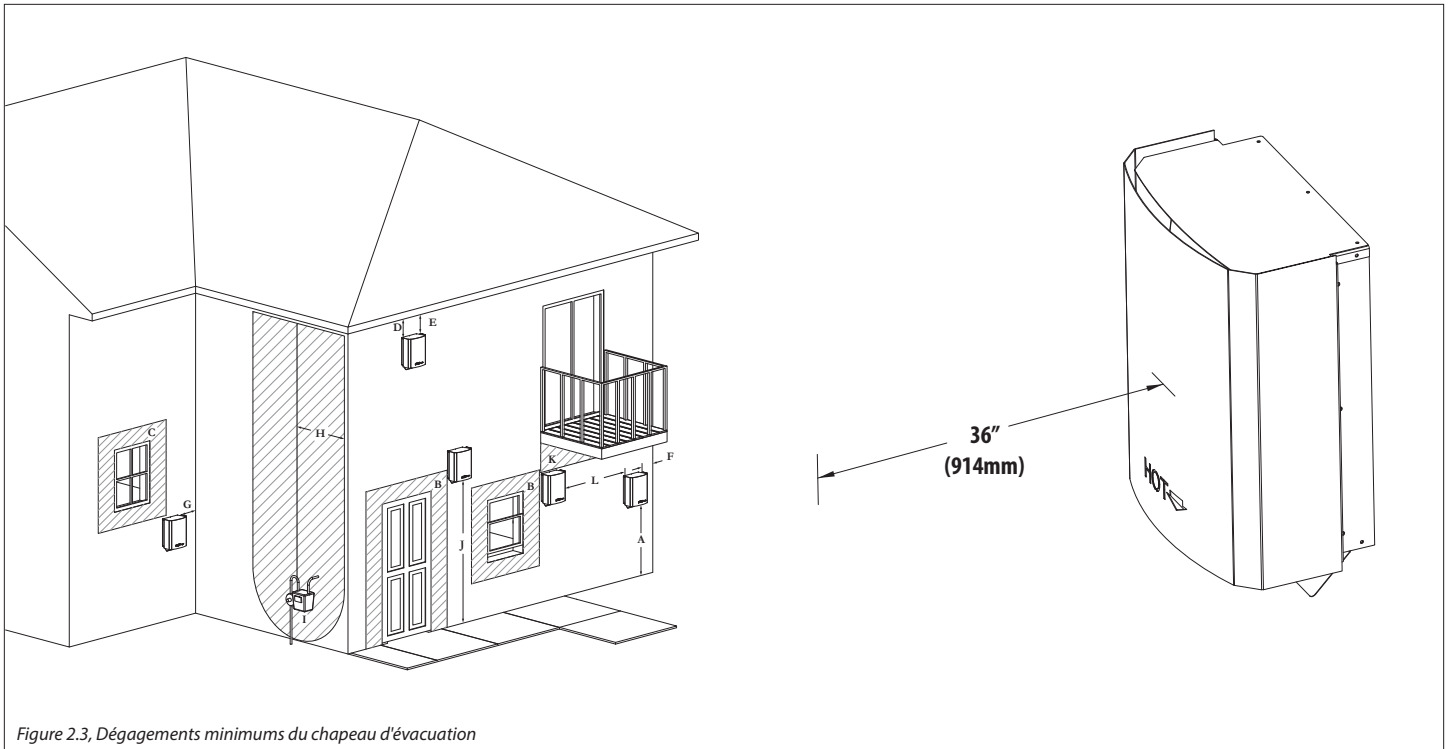 D
E
C
H
G
B
K
F
B
L
J
A
I
36"
(914mm)
HOT
Figure 2.3, Dégagements minimums du chapeau d'évacuation